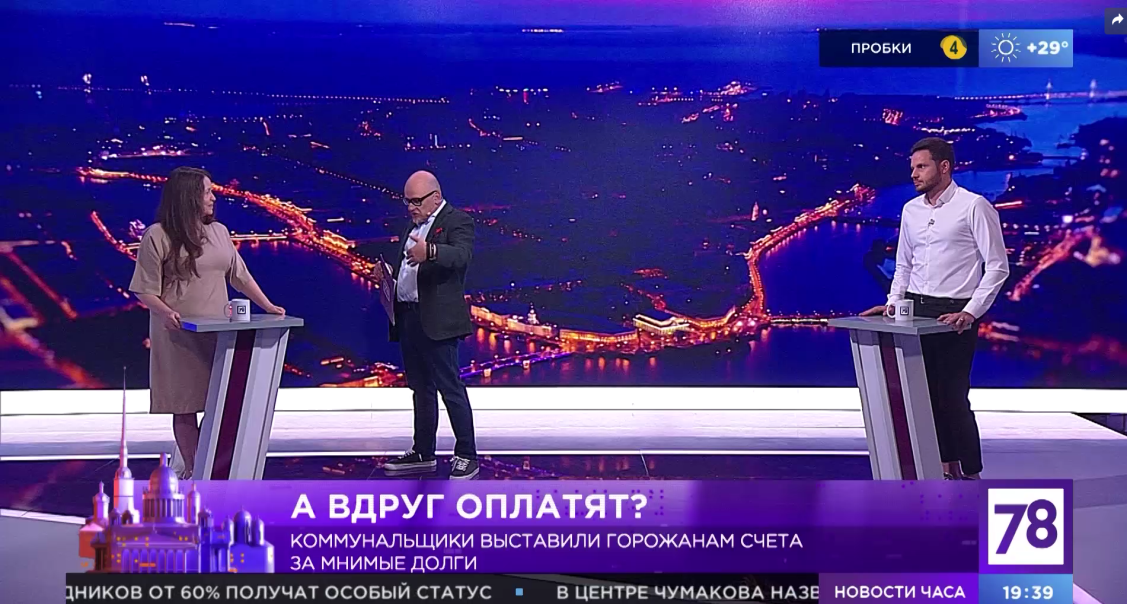 ПРОБКИ 4 +29°
А ВДРУГ ОПЛАТЯТ?
КОММУНАЛЬЩИКИ ВЫСТАВИЛИ ГОРОЖАНАМ СЧЕТА
ЗА МНИМЫЕ ДОЛГИ
78
ДНИКОВ ОТ 60% ПОЛУЧАТ ОСОБЫЙ СТАТУС ▪ В ЦЕНТРЕ ЧУМАКОВА НАЗВ НОВОСТИ ЧАСА 19:39